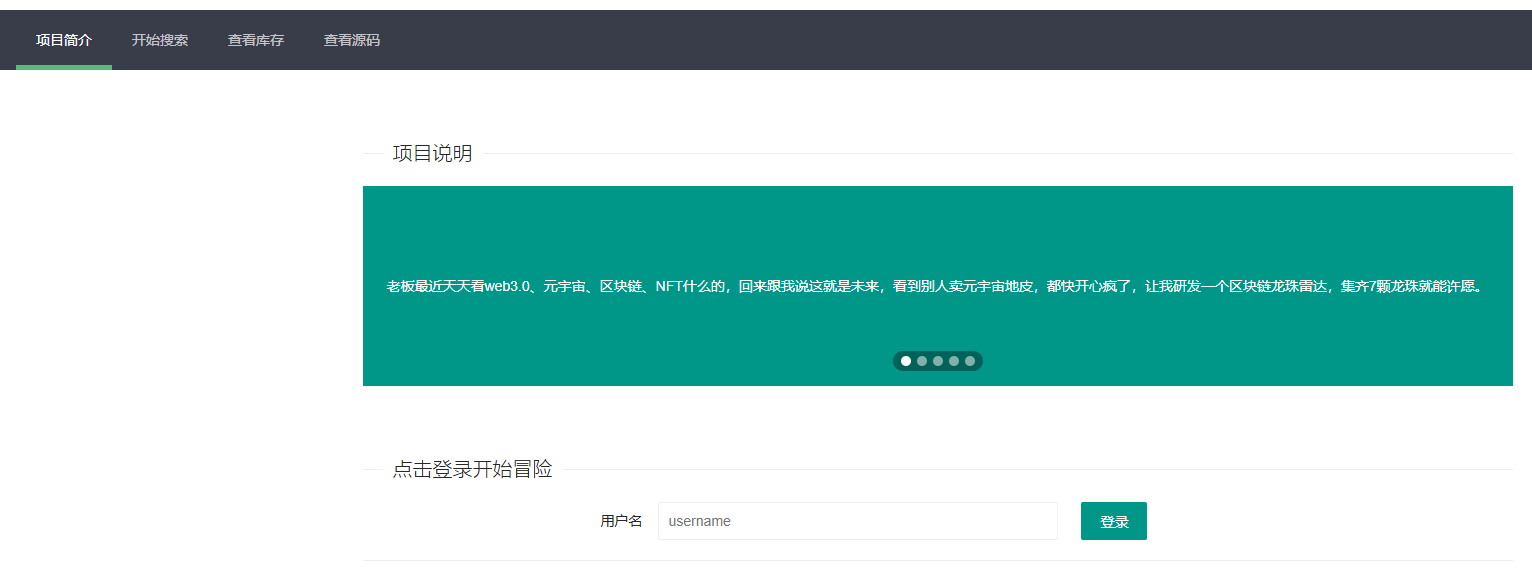 项目简介 开始搜索 查看库存 查看源码
项目说明
老板最近天天看web3.0、元宇宙、区块链、NFT什么的，回来跟我说这就是未来，看到别人卖元宇宙地皮，都快开心疯了，让我研发一个区块链龙珠雷达，集齐7颗龙珠就能许愿。
点击登录开始冒险
用户名 username 登录